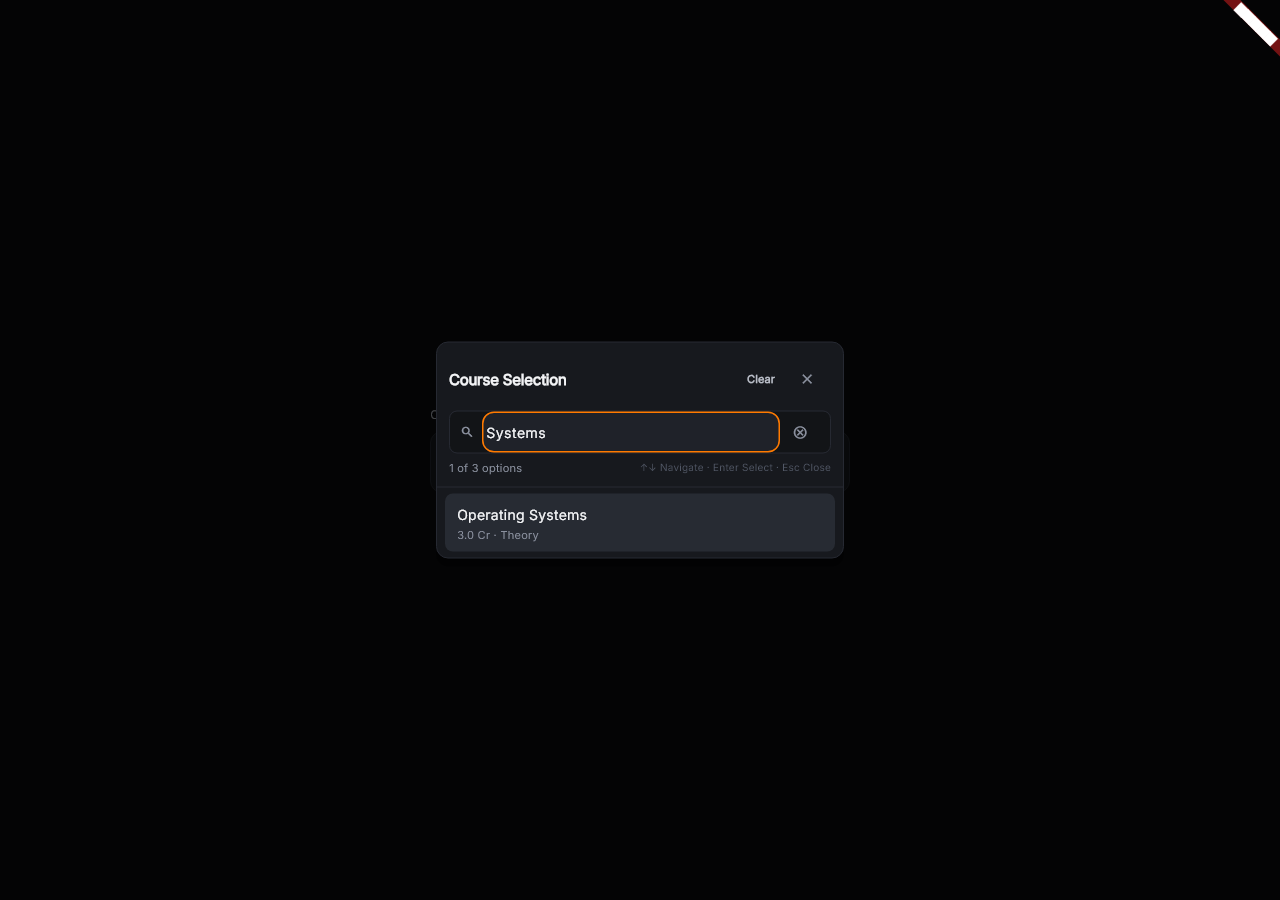 Course Selection
Clear
Systems
1 of 3 options
↑↓ Navigate · Enter Select · Esc Close
Operating Systems
3.0 Cr · Theory